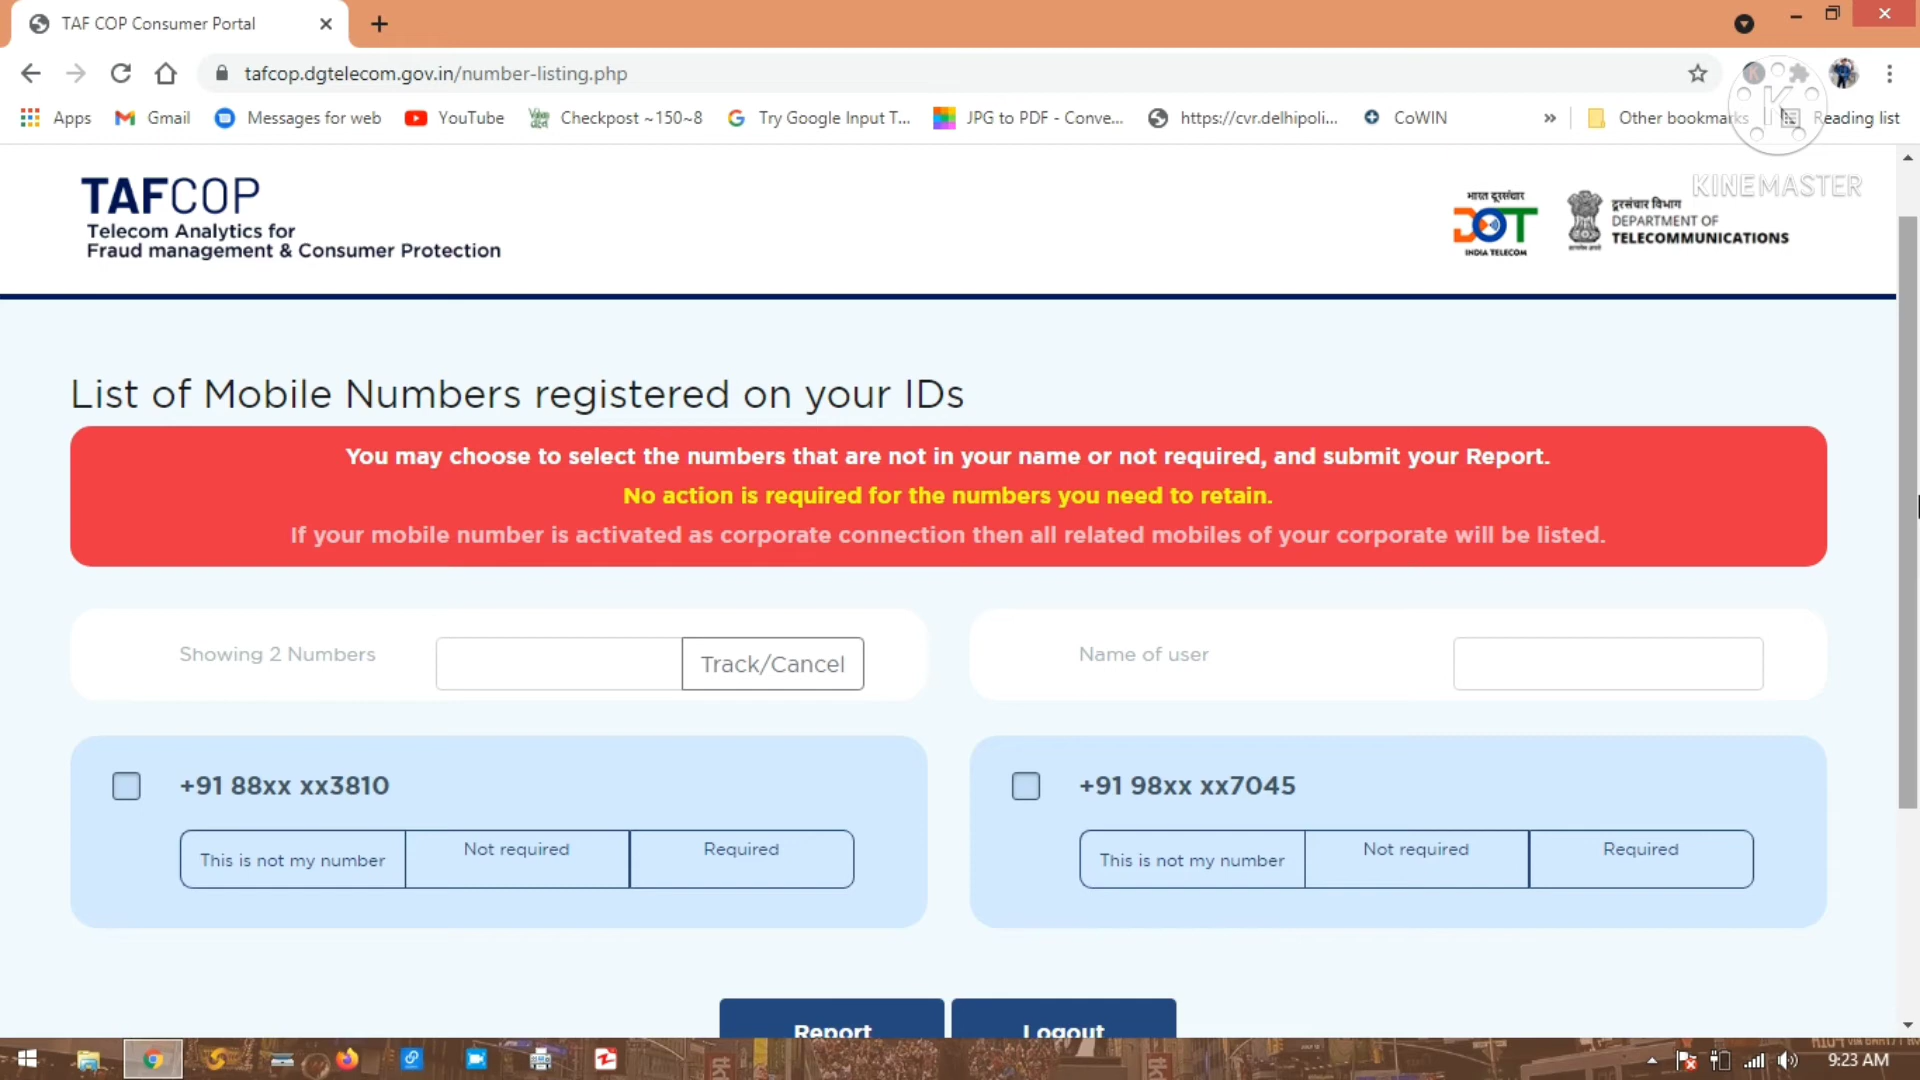 TAF COP Consumer Portal
tafcop.dgtelecom.gov.in/number-listing.php
Apps
Gmail
Messages for web
YouTube
Checkpost ~150~8
Try Google Input T...
JPG to PDF - Conve...
https://cvr.delhipoli...
CoWIN
»
Other bookmarks
Reading list
KINEMASTER
TAFCOP
Telecom Analytics for
Fraud management & Consumer Protection
भारत दूरसंचार
DOT
INDIA TELECOM
दूरसंचार विभाग
DEPARTMENT OF
TELECOMMUNICATIONS
List of Mobile Numbers registered on your IDs
You may choose to select the numbers that are not in your name or not required, and submit your Report.
No action is required for the numbers you need to retain.
If your mobile number is activated as corporate connection then all related mobiles of your corporate will be listed.
Showing 2 Numbers
Track/Cancel
Name of user
+91 88xx xx3810
This is not my number
Not required
Required
+91 98xx xx7045
This is not my number
Not required
Required
Report
Logout
9:23 AM